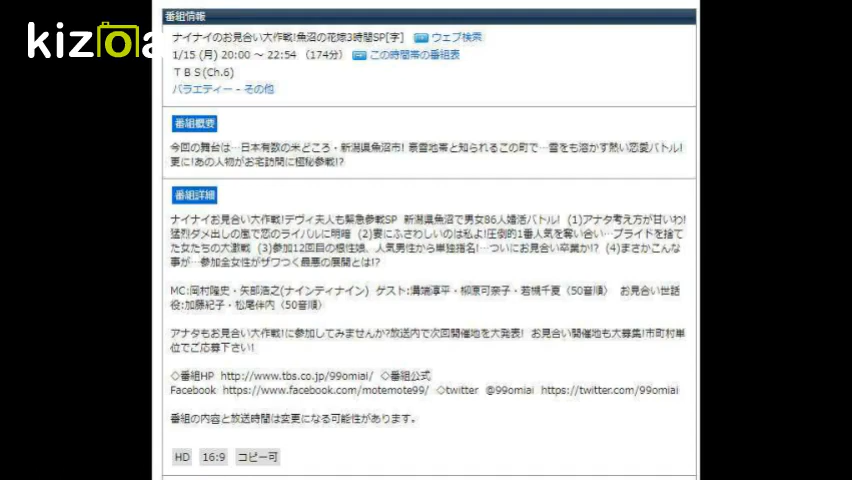 番組情報
kizoa
ナイナイのお見合い大作戦!魚沼の花嫁3時間SP[字] ウェブ検索
1/15 (月) 20:00 ～ 22:54 （174分） この時間帯の番組表
ＴＢＳ(Ch.6)
バラエティー - その他
番組概要
今回の舞台は…日本有数の米どころ・新潟県魚沼市! 豪雪地帯と知られるこの町で…雪をも溶かす熱い恋愛バトル!
更に!あの人物がお宅訪問に極秘参戦!?
番組詳細
ナイナイお見合い大作戦!デヴィ夫人も緊急参戦SP 新潟県魚沼で男女86人婚活バトル! (1)アナタ考え方が甘いわ!
猛烈ダメ出しの嵐で恋のライバルに明暗 (2)妻にふさわしいのは私よ!圧倒的1番人気を奪い合い…プライドを捨て
た女たちの大激戦 (3)参加12回目の根性娘、人気男性から単独指名!…ついにお見合い卒業か!? (4)まさかこんな
事が…参加全女性がザワつく最悪の展開とは!?
MC:岡村隆史・矢部浩之(ナインティナイン) ゲスト:溝端淳平・柳原可奈子・若槻千夏〈50音順〉 お見合い世話
役:加藤紀子・松尾伴内〈50音順〉
アナタもお見合い大作戦!に参加してみませんか?放送内で次回開催地を大発表! お見合い開催地も大募集!市町村単
位でご応募下さい!
◇番組HP http://www.tbs.co.jp/99omiai/ ◇番組公式
Facebook https://www.facebook.com/motemote99/ ◇twitter @99omiai https://twitter.com/99omiai
番組の内容と放送時間は変更になる可能性があります。
HD 16:9 コピー可